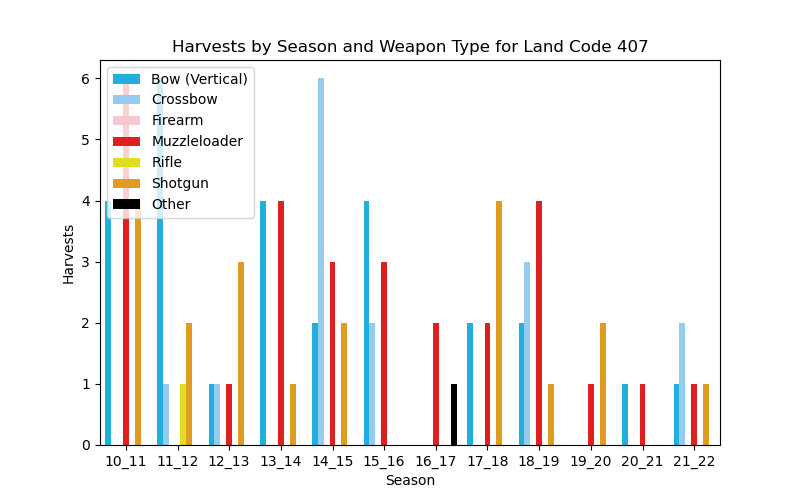 Harvests by Season and Weapon Type for Land Code 407
Bow (Vertical)
Crossbow
Firearm
Muzzleloader
Rifle
Shotgun
Other
6
5
4
3
2
1
0
Harvests
10_11 11_12 12_13 13_14 14_15 15_16 16_17 17_18 18_19 19_20 20_21 21_22
Season